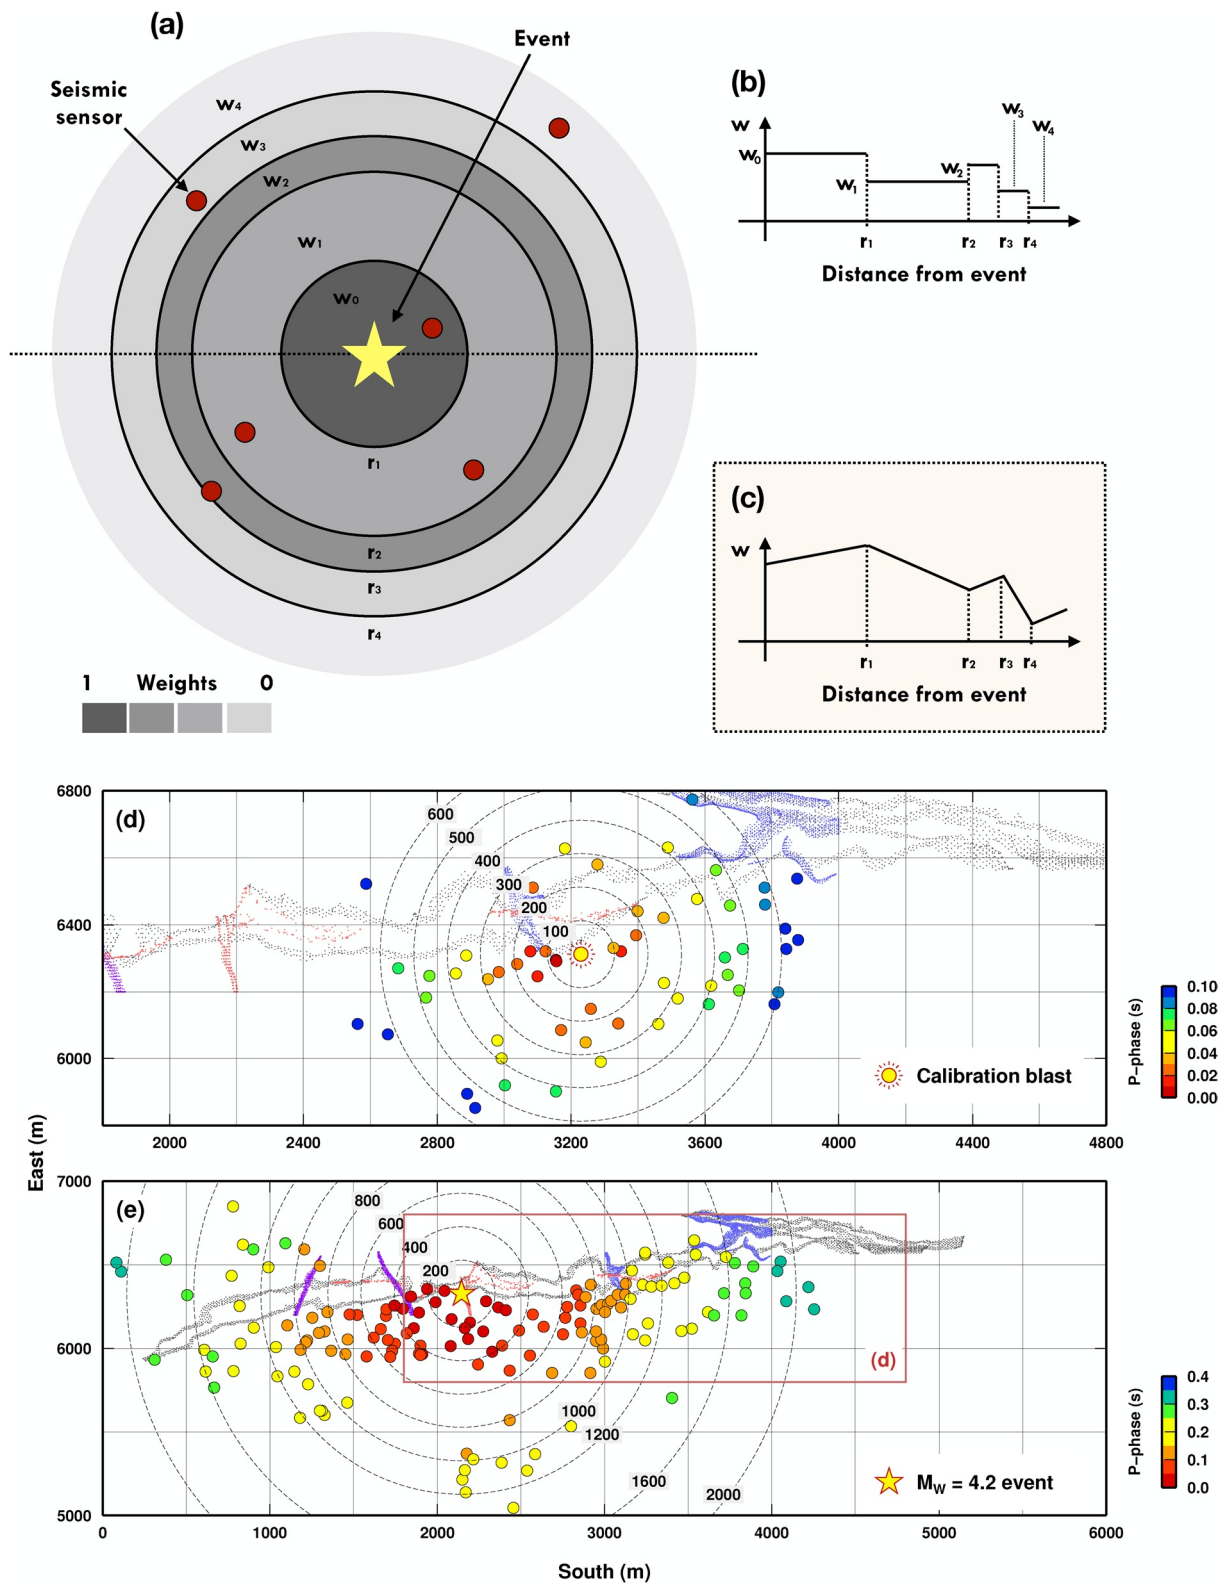 (a)
Event
Seismic
sensor
w4
w3
w2
w1
w0
r1
r2
r3
r4
1 Weights 0
(b)
w
w0
w1
w2
w3
w4
r1 r2 r3 r4
Distance from event
(c)
w
r1 r2 r3 r4
Distance from event
(d)
6800
6400
6000
600
500
400
300
200
100
Calibration blast
2000 2400 2800 3200 3600 4000 4400 4800
P-phase (s)
0.10
0.08
0.06
0.04
0.02
0.00
East (m)
(e)
7000
6000
5000
800
600
400
200
1000
1200
1600
2000
(d)
Mw = 4.2 event
0 1000 2000 3000 4000 5000 6000
South (m)
P-phase (s)
0.4
0.3
0.2
0.1
0.0